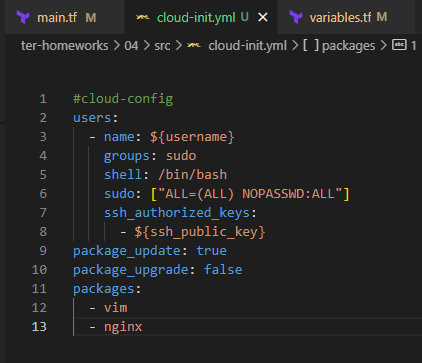 main.tf M
cloud-init.yml U
variables.tf M
ter-homeworks > 04 > src > cloud-init.yml > [ ] packages > abc 1
1 #cloud-config
2 users:
3   - name: ${username}
4     groups: sudo
5     shell: /bin/bash
6     sudo: ["ALL=(ALL) NOPASSWD:ALL"]
7     ssh_authorized_keys:
8       - ${ssh_public_key}
9 package_update: true
10 package_upgrade: false
11 packages:
12   - vim
13   - nginx